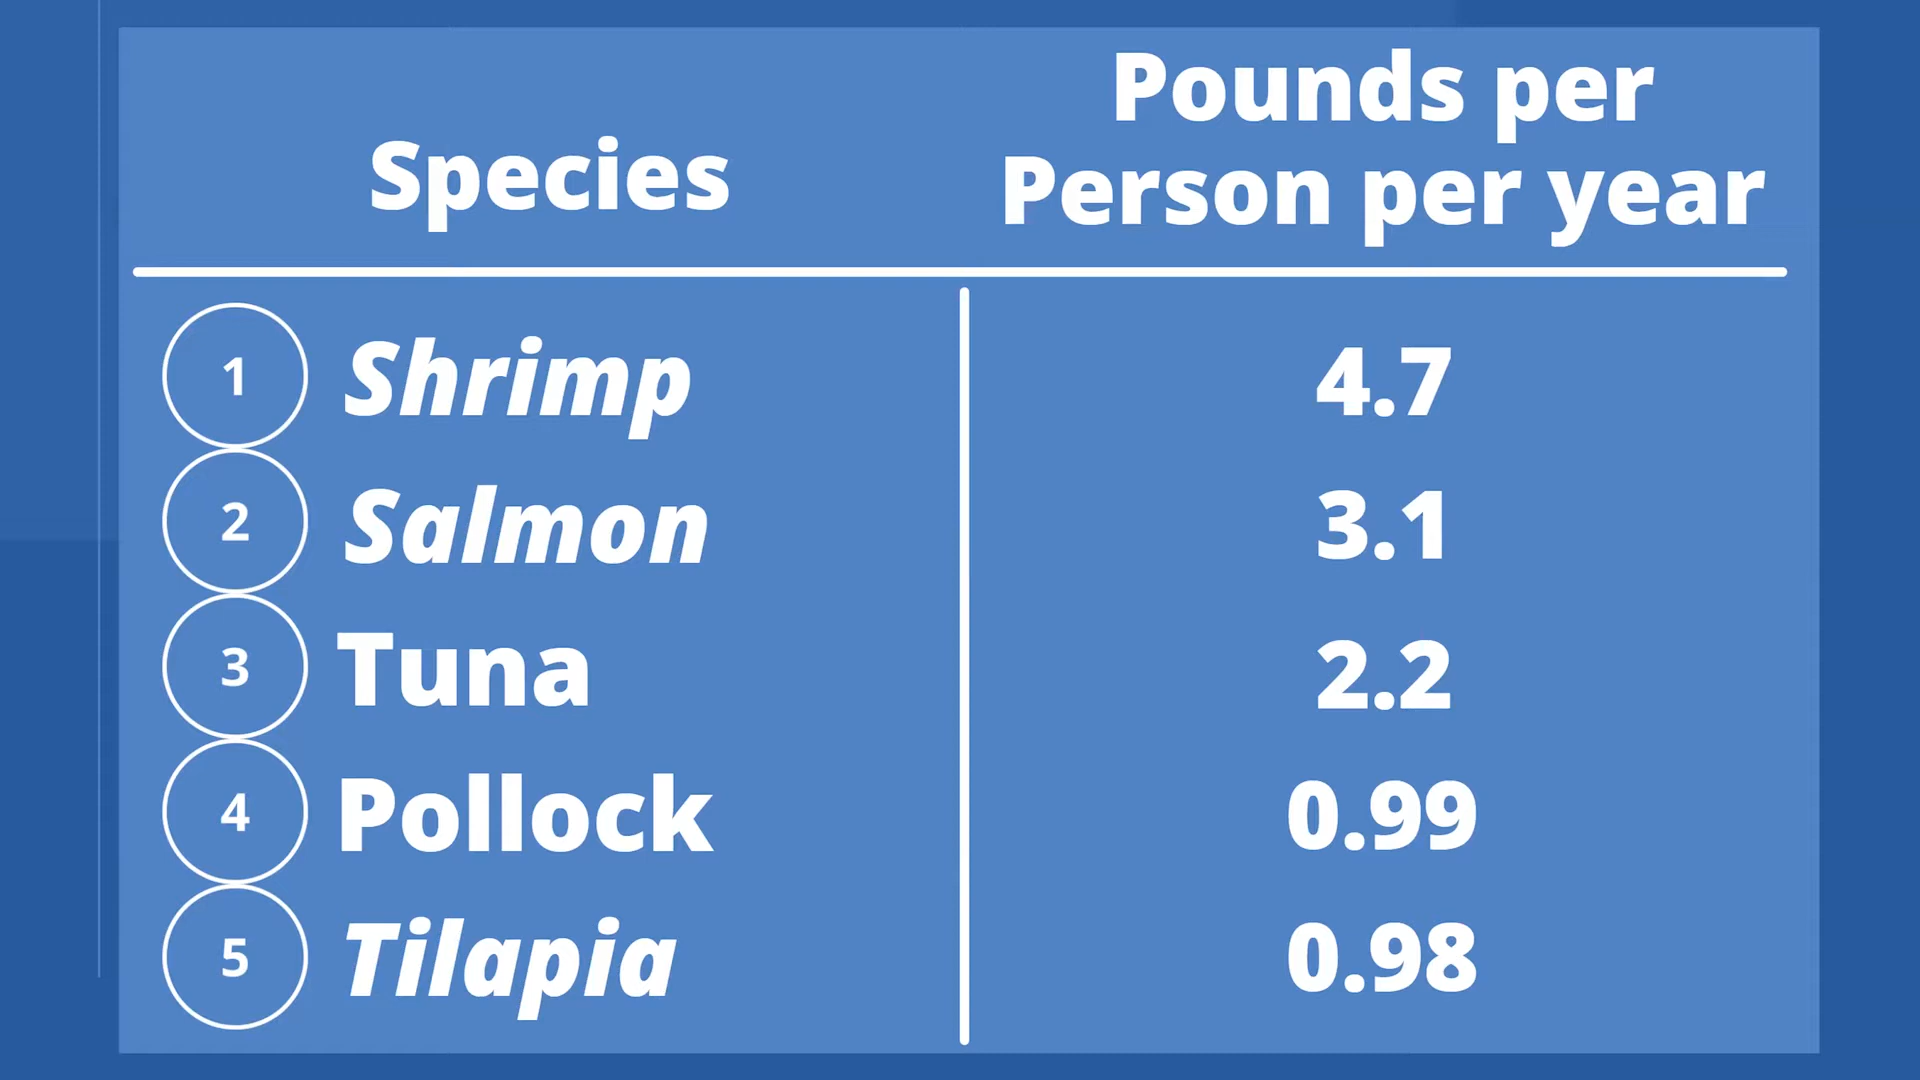 Species
Pounds per
Person per year
1 Shrimp 4.7
2 Salmon 3.1
3 Tuna 2.2
4 Pollock 0.99
5 Tilapia 0.98